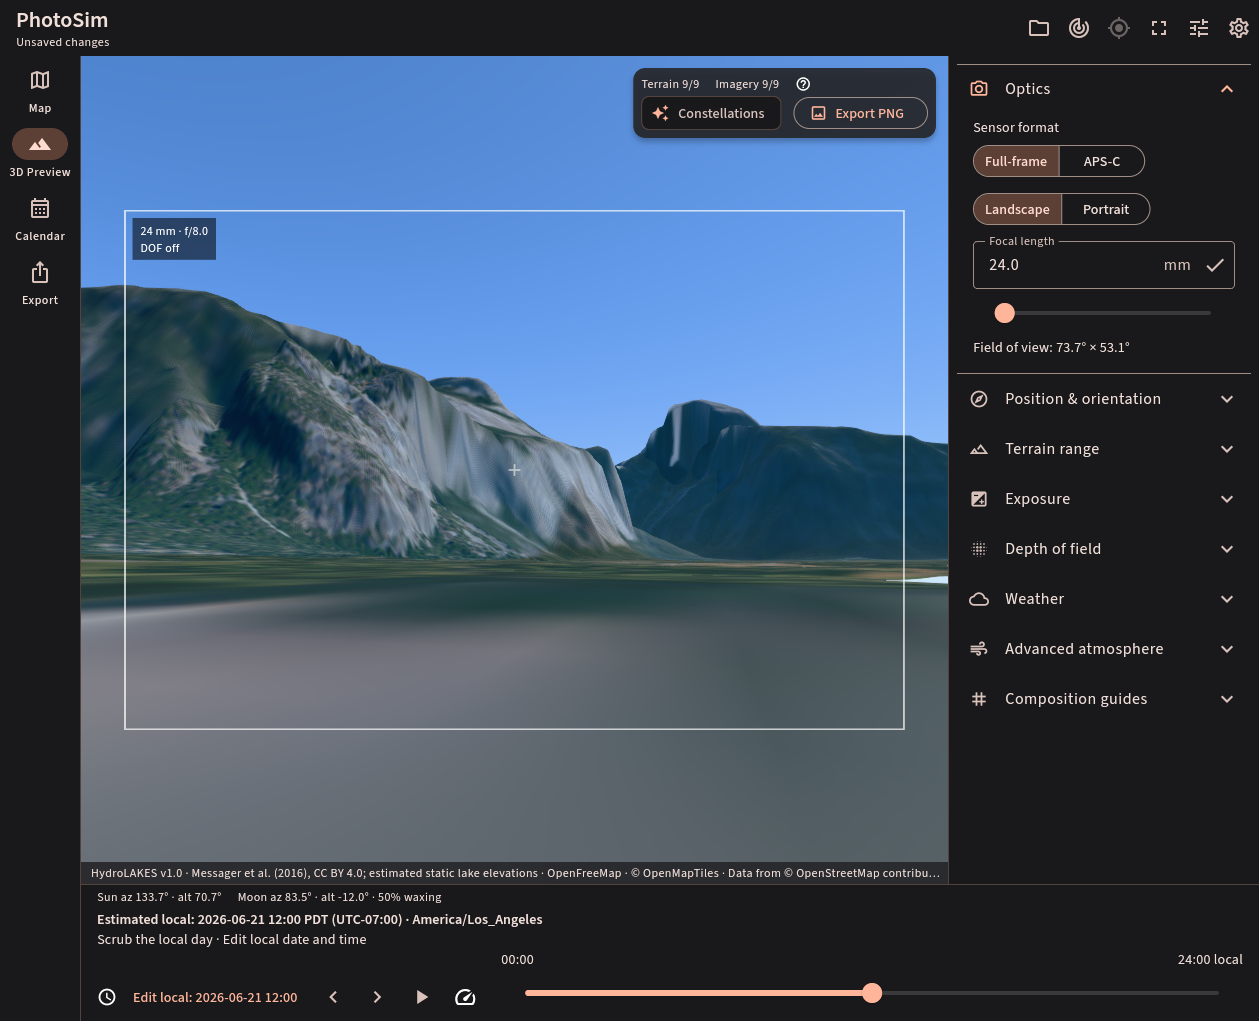 PhotoSim
Unsaved changes
Map
3D Preview
Calendar
Export
Terrain 9/9 Imagery 9/9
Constellations
Export PNG
24 mm · f/8.0
DOF off
HydroLAKES v1.0 · Messager et al. (2016), CC BY 4.0; estimated static lake elevations · OpenFreeMap · © OpenMapTiles · Data from © OpenStreetMap contribu…
Optics
Sensor format
Full-frame APS-C
Landscape Portrait
Focal length
24.0 mm
Field of view: 73.7° × 53.1°
Position & orientation
Terrain range
Exposure
Depth of field
Weather
Advanced atmosphere
Composition guides
Sun az 133.7° · alt 70.7° Moon az 83.5° · alt -12.0° · 50% waxing
Estimated local: 2026-06-21 12:00 PDT (UTC-07:00) · America/Los_Angeles
Scrub the local day · Edit local date and time
00:00 24:00 local
Edit local: 2026-06-21 12:00